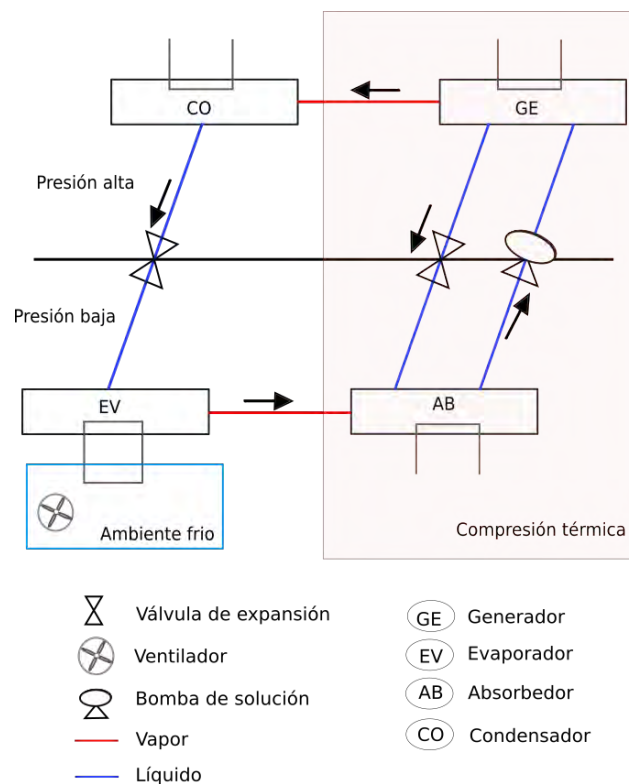 CO
GE
Presión alta
Presión baja
EV
AB
Ambiente frio
Compresión térmica
Válvula de expansión
Ventilador
Bomba de solución
Vapor
Líquido
GE Generador
EV Evaporador
AB Absorbedor
CO Condensador